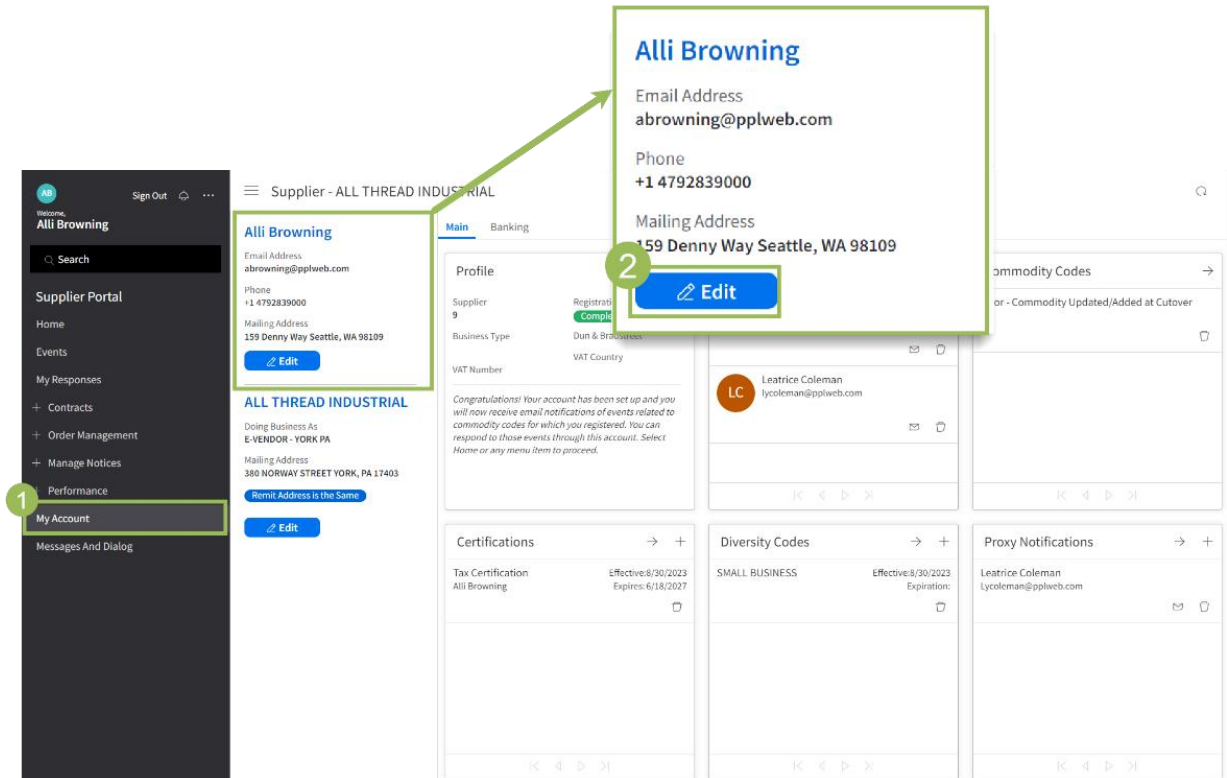 Alli Browning
Email Address
abrowning@pplweb.com
Phone
+1 4792839000
Mailing Address
159 Denny Way Seattle, WA 98109
2
Edit
AB
Sign Out
Welcome,
Alli Browning
Search
Supplier Portal
Home
Events
My Responses
+ Contracts
+ Order Management
+ Manage Notices
Performance
1
My Account
Messages And Dialog
Supplier - ALL THREAD INDUSTRIAL
Alli Browning
Email Address
abrowning@pplweb.com
Phone
+1 4792839000
Mailing Address
159 Denny Way Seattle, WA 98109
Edit
ALL THREAD INDUSTRIAL
Doing Business As
E-VENDOR - YORK PA
Mailing Address
380 NORWAY STREET YORK, PA 17403
Remit Address is the Same
Edit
Main Banking
Profile
Supplier
9
Business Type
Dun &
VAT Country
VAT Number
Congratulations! Your account has been set up and you
will now receive email notifications of events related to
commodity codes for which you registered. You can
respond to those events through this account. Select
Home or any menu item to proceed.
LC
Leatrice Coleman
lycoleman@pplweb.com
Codes
- Commodity Updated/Added at Cutover
Certifications
Tax Certification
Effective:8/30/2023
Alli Browning
Expires: 6/18/2027
Diversity Codes
SMALL BUSINESS
Effective:8/30/2023
Expiration:
Proxy Notifications
Leatrice Coleman
Lycoleman@pplweb.com